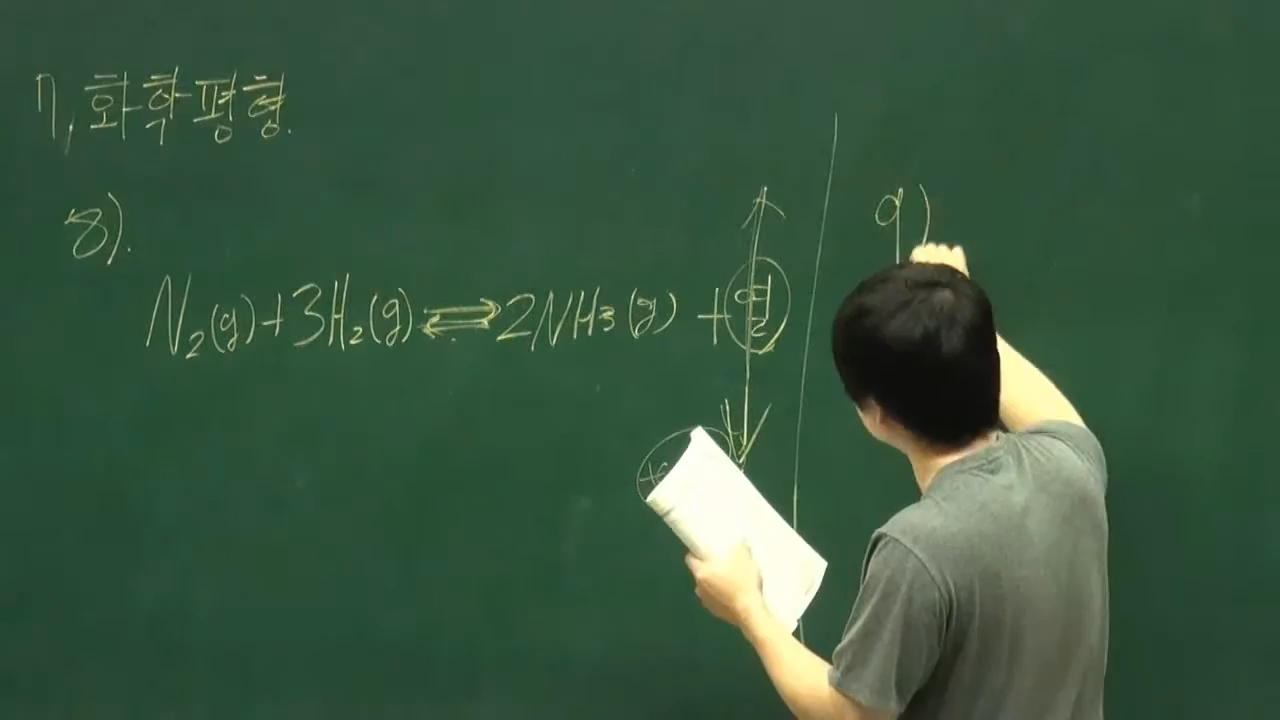 7, 화학평형.
8).
N₂(g)+3H₂(g)⇌2NH₃(g) + 열
9)